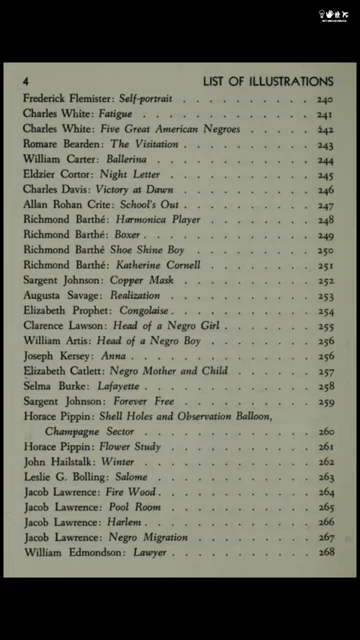 4 LIST OF ILLUSTRATIONS
Frederick Flemister: Self-portrait . . . . . . . . . . 240
Charles White: Fatigue . . . . . . . . . . . . . 241
Charles White: Five Great American Negroes . . . . . 242
Romare Bearden: The Visitation . . . . . . . . . . 243
William Carter: Ballerina . . . . . . . . . . . . 244
Eldzier Cortor: Night Letter . . . . . . . . . . . 245
Charles Davis: Victory at Dawn . . . . . . . . . . 246
Allan Rohan Crite: School's Out . . . . . . . . . . 247
Richmond Barthé: Harmonica Player . . . . . . . . 248
Richmond Barthé: Boxer . . . . . . . . . . . . . 249
Richmond Barthé Shoe Shine Boy . . . . . . . . . 250
Richmond Barthé: Katherine Cornell . . . . . . . . 251
Sargent Johnson: Copper Mask . . . . . . . . . . 252
Augusta Savage: Realization . . . . . . . . . . . 253
Elizabeth Prophet: Congolaise . . . . . . . . . . . 254
Clarence Lawson: Head of a Negro Girl . . . . . . . 255
William Artis: Head of a Negro Boy . . . . . . . . 256
Joseph Kersey: Anna . . . . . . . . . . . . . . 256
Elizabeth Catlett: Negro Mother and Child . . . . . . 257
Selma Burke: Lafayette . . . . . . . . . . . . . 258
Sargent Johnson: Forever Free . . . . . . . . . . 259
Horace Pippin: Shell Holes and Observation Balloon,
Champagne Sector . . . . . . . . . . . . 260
Horace Pippin: Flower Study . . . . . . . . . . . 261
John Hailstalk: Winter . . . . . . . . . . . . . 262
Leslie G. Bolling: Salome . . . . . . . . . . . . 263
Jacob Lawrence: Fire Wood . . . . . . . . . . . . 264
Jacob Lawrence: Pool Room . . . . . . . . . . . 265
Jacob Lawrence: Harlem . . . . . . . . . . . . . 266
Jacob Lawrence: Negro Migration . . . . . . . . . 267
William Edmondson: Lawyer . . . . . . . . . . . 268